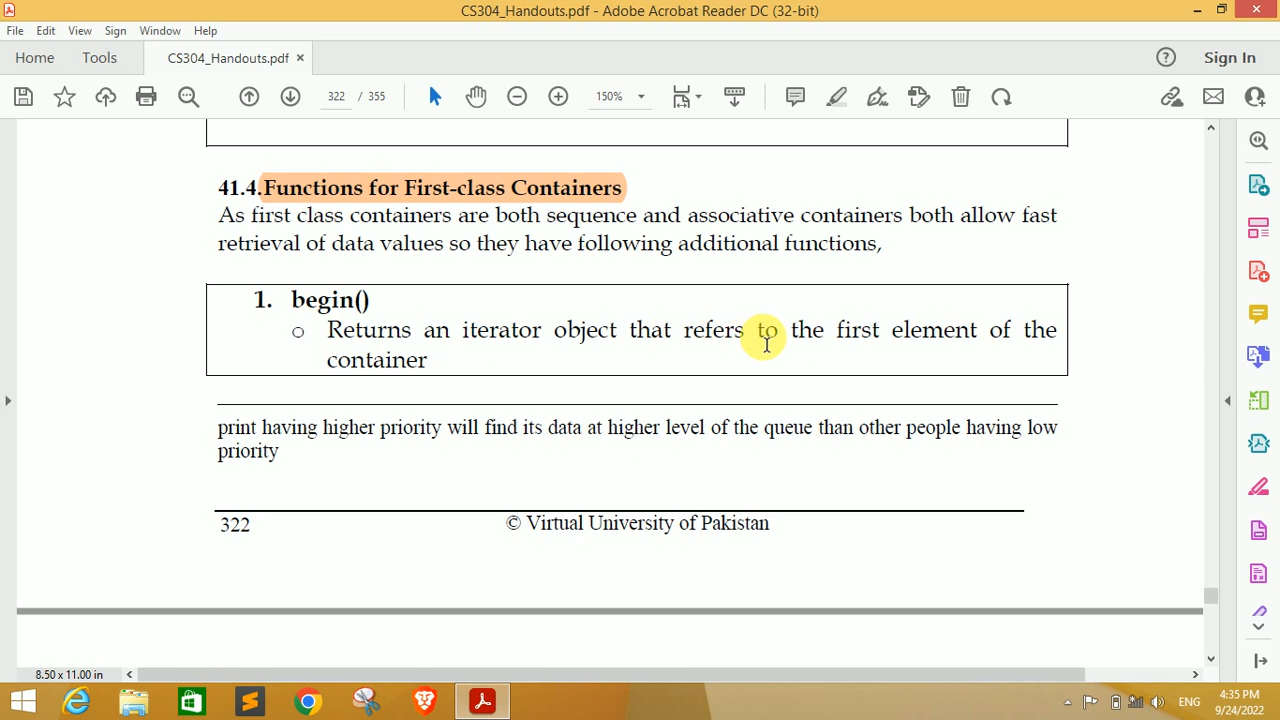 CS304_Handouts.pdf - Adobe Acrobat Reader DC (32-bit)
File Edit View Sign Window Help
Home Tools CS304_Handouts.pdf × Sign In
322 / 355 150%
41.4.Functions for First-class Containers
As first class containers are both sequence and associative containers both allow fast
retrieval of data values so they have following additional functions,
1. begin()
o Returns an iterator object that refers to the first element of the
container
print having higher priority will find its data at higher level of the queue than other people having low
priority
322 © Virtual University of Pakistan
8.50 x 11.00 in
ENG 4:35 PM
9/24/2022